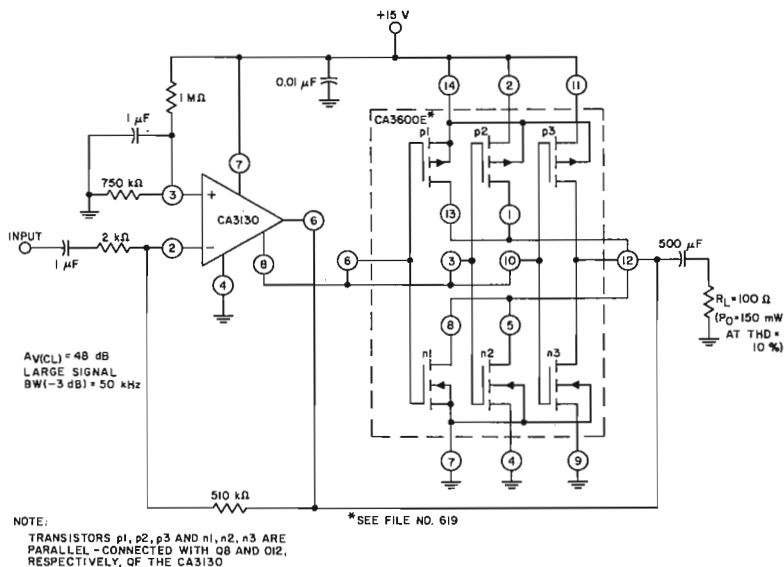 +15 V
0.01 µF
1 MΩ
1 µF
750 kΩ
3
+
7
CA3130
6
INPUT
1 µF
2 kΩ
2
−
8
4
14
2
11
CA3600E*
p1
p2
p3
13
1
6
3
10
12
500 µF
8
5
n1
n2
n3
7
4
9
RL = 100 Ω
(PO = 150 mW
AT THD =
10 %)
AV(CL) = 48 dB
LARGE SIGNAL
BW(−3 dB) = 50 kHz
510 kΩ
*SEE FILE NO. 619
NOTE:
TRANSISTORS p1, p2, p3 AND n1, n2, n3 ARE
PARALLEL-CONNECTED WITH Q8 AND Q12,
RESPECTIVELY, OF THE CA3130